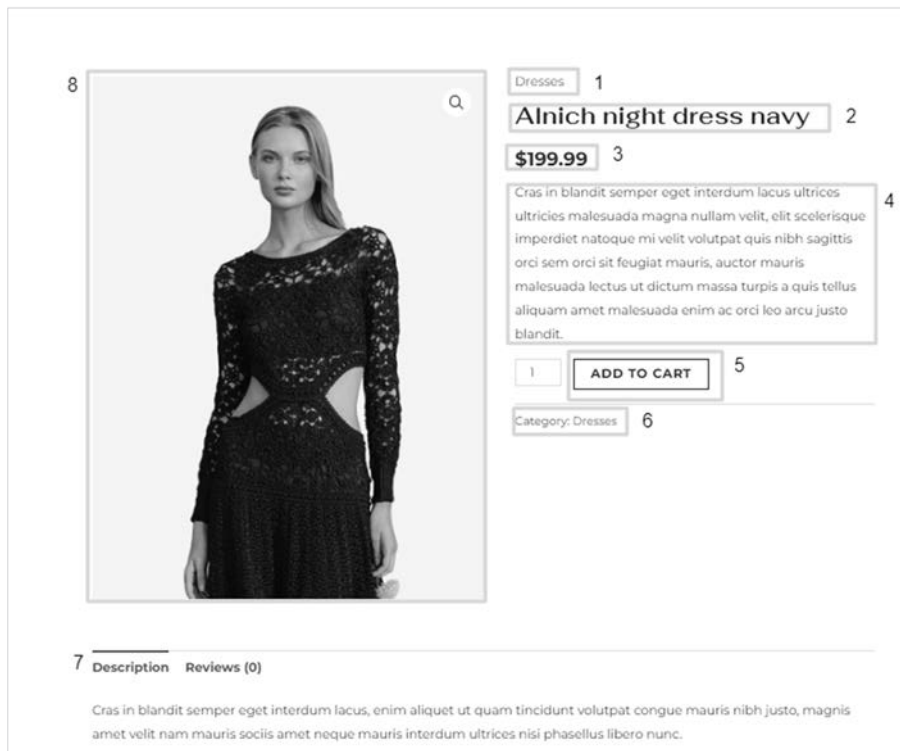 8
Dresses 1
Alnich night dress navy 2
$199.99 3
Cras in blandit semper eget interdum lacus ultrices 4
ultricies malesuada magna nullam velit, elit scelerisque
imperdiet natoque mi velit volutpat quis nibh sagittis
orci sem orci sit feugiat mauris, auctor mauris
malesuada lectus ut dictum massa turpis a quis tellus
aliquam amet malesuada enim ac orci leo arcu justo
blandit.
1 ADD TO CART 5
Category: Dresses 6
7 Description Reviews (0)
Cras in blandit semper eget interdum lacus, enim aliquet ut quam tincidunt volutpat congue mauris nibh justo, magnis
amet velit nam mauris sociis amet neque mauris interdum ultrices nisi phasellus libero nunc.